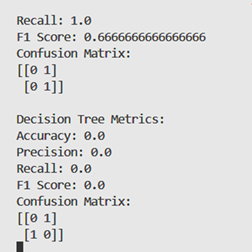 Recall: 1.0
F1 Score: 0.6666666666666666
Confusion Matrix:
[[0 1]
 [0 1]]

Decision Tree Metrics:
Accuracy: 0.0
Precision: 0.0
Recall: 0.0
F1 Score: 0.0
Confusion Matrix:
[[0 1]
 [1 0]]